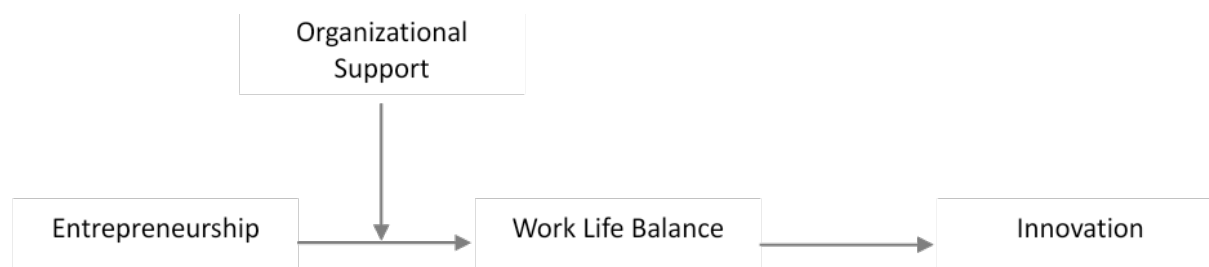 Organizational
Support
Entrepreneurship
Work Life Balance
Innovation